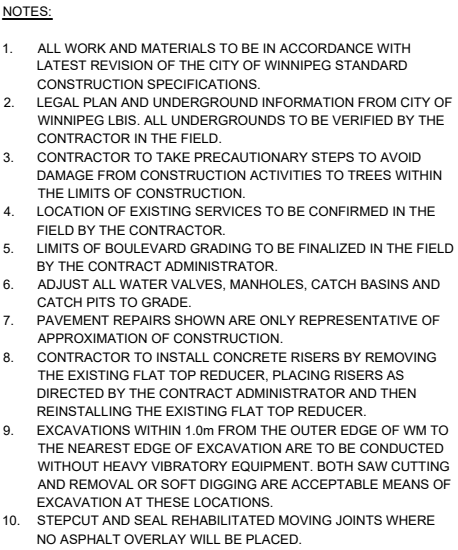 NOTES:
1. ALL WORK AND MATERIALS TO BE IN ACCORDANCE WITH
LATEST REVISION OF THE CITY OF WINNIPEG STANDARD
CONSTRUCTION SPECIFICATIONS.
2. LEGAL PLAN AND UNDERGROUND INFORMATION FROM CITY OF
WINNIPEG LBIS. ALL UNDERGROUNDS TO BE VERIFIED BY THE
CONTRACTOR IN THE FIELD.
3. CONTRACTOR TO TAKE PRECAUTIONARY STEPS TO AVOID
DAMAGE FROM CONSTRUCTION ACTIVITIES TO TREES WITHIN
THE LIMITS OF CONSTRUCTION.
4. LOCATION OF EXISTING SERVICES TO BE CONFIRMED IN THE
FIELD BY THE CONTRACTOR.
5. LIMITS OF BOULEVARD GRADING TO BE FINALIZED IN THE FIELD
BY THE CONTRACT ADMINISTRATOR.
6. ADJUST ALL WATER VALVES, MANHOLES, CATCH BASINS AND
CATCH PITS TO GRADE.
7. PAVEMENT REPAIRS SHOWN ARE ONLY REPRESENTATIVE OF
APPROXIMATION OF CONSTRUCTION.
8. CONTRACTOR TO INSTALL CONCRETE RISERS BY REMOVING
THE EXISTING FLAT TOP REDUCER, PLACING RISERS AS
DIRECTED BY THE CONTRACT ADMINISTRATOR AND THEN
REINSTALLING THE EXISTING FLAT TOP REDUCER.
9. EXCAVATIONS WITHIN 1.0m FROM THE OUTER EDGE OF WM TO
THE NEAREST EDGE OF EXCAVATION ARE TO BE CONDUCTED
WITHOUT HEAVY VIBRATORY EQUIPMENT. BOTH SAW CUTTING
AND REMOVAL OR SOFT DIGGING ARE ACCEPTABLE MEANS OF
EXCAVATION AT THESE LOCATIONS.
10. STEPCUT AND SEAL REHABILITATED MOVING JOINTS WHERE
NO ASPHALT OVERLAY WILL BE PLACED.